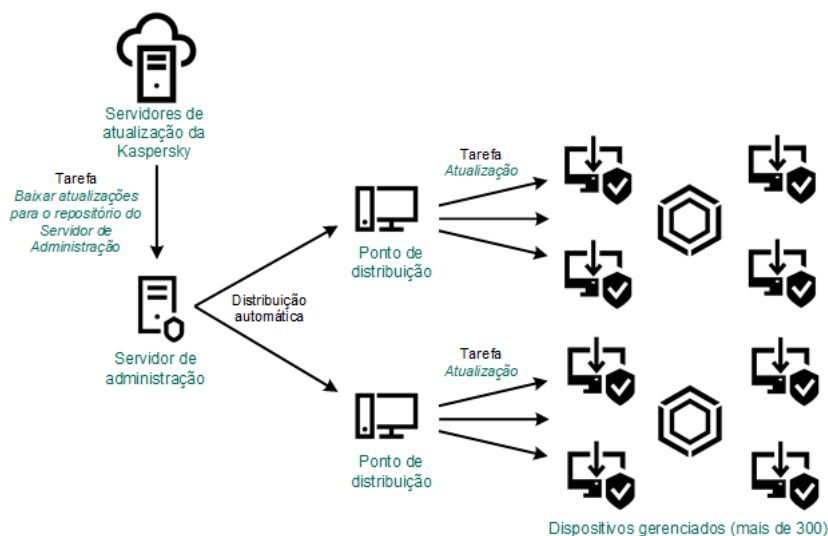 Servidores de
atualização da
Kaspersky
Tarefa
Baixar atualizações
para o repositório do
Servidor de
Administração
Servidor de
administração
Distribuição
automática
Tarefa
Atualização
Ponto de
distribuição
Tarefa
Atualização
Ponto de
distribuição
Dispositivos gerenciados (mais de 300)